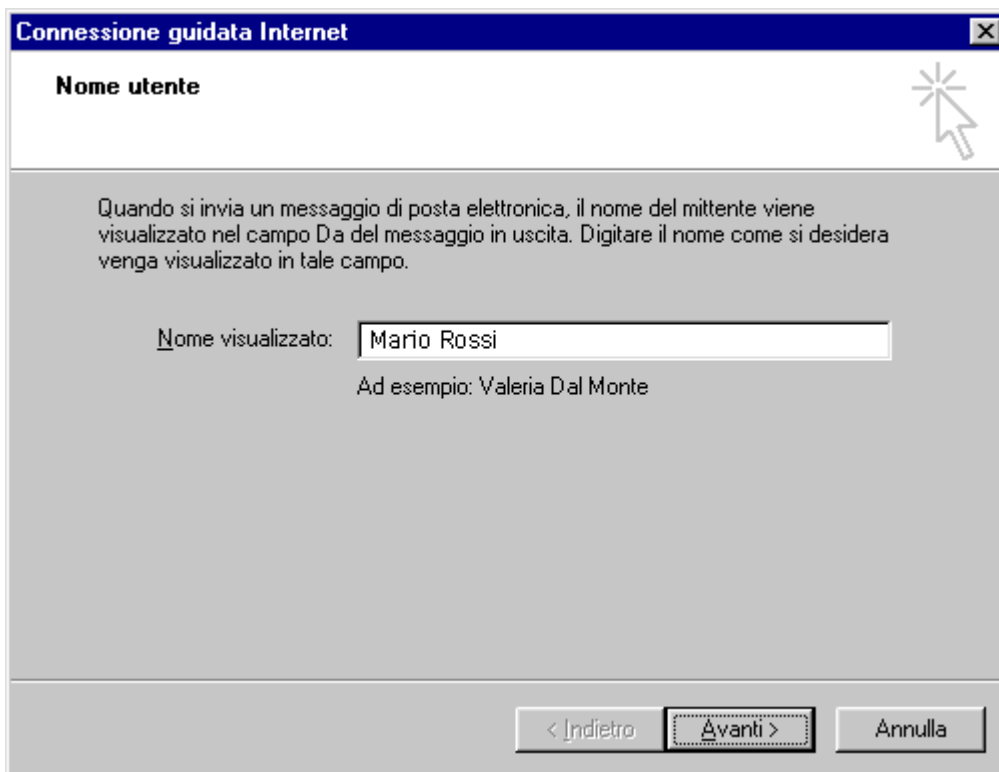 Connessione guidata Internet
Nome utente
Quando si invia un messaggio di posta elettronica, il nome del mittente viene
visualizzato nel campo Da del messaggio in uscita. Digitare il nome come si desidera
venga visualizzato in tale campo.
Nome visualizzato: Mario Rossi
Ad esempio: Valeria Dal Monte
< Indietro Avanti > Annulla